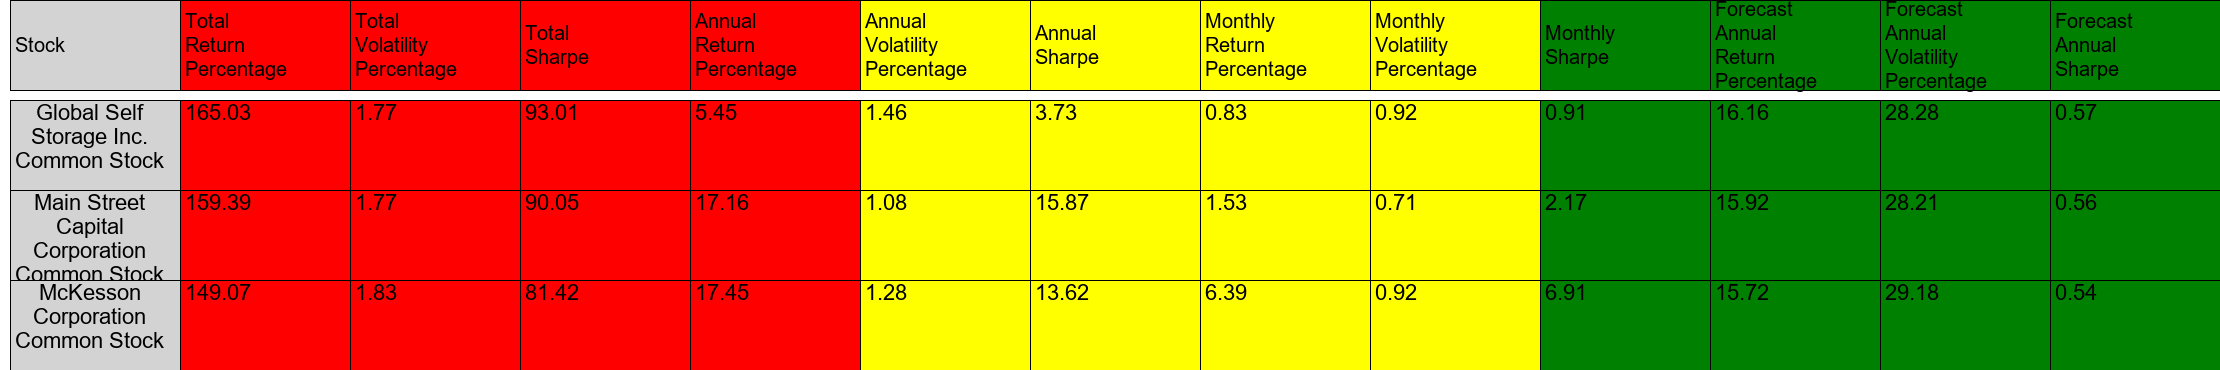 Stock
Total
Return
Percentage
Total
Volatility
Percentage
Total
Sharpe
Annual
Return
Percentage
Annual
Volatility
Percentage
Annual
Sharpe
Monthly
Return
Percentage
Monthly
Volatility
Percentage
Monthly
Sharpe
Forecast
Annual
Return
Percentage
Forecast
Annual
Volatility
Percentage
Forecast
Annual
Sharpe
Global Self
Storage Inc.
Common Stock
165.03
1.77
93.01
5.45
1.46
3.73
0.83
0.92
0.91
16.16
28.28
0.57
Main Street
Capital
Corporation
Common Stock
159.39
1.77
90.05
17.16
1.08
15.87
1.53
0.71
2.17
15.92
28.21
0.56
McKesson
Corporation
Common Stock
149.07
1.83
81.42
17.45
1.28
13.62
6.39
0.92
6.91
15.72
29.18
0.54